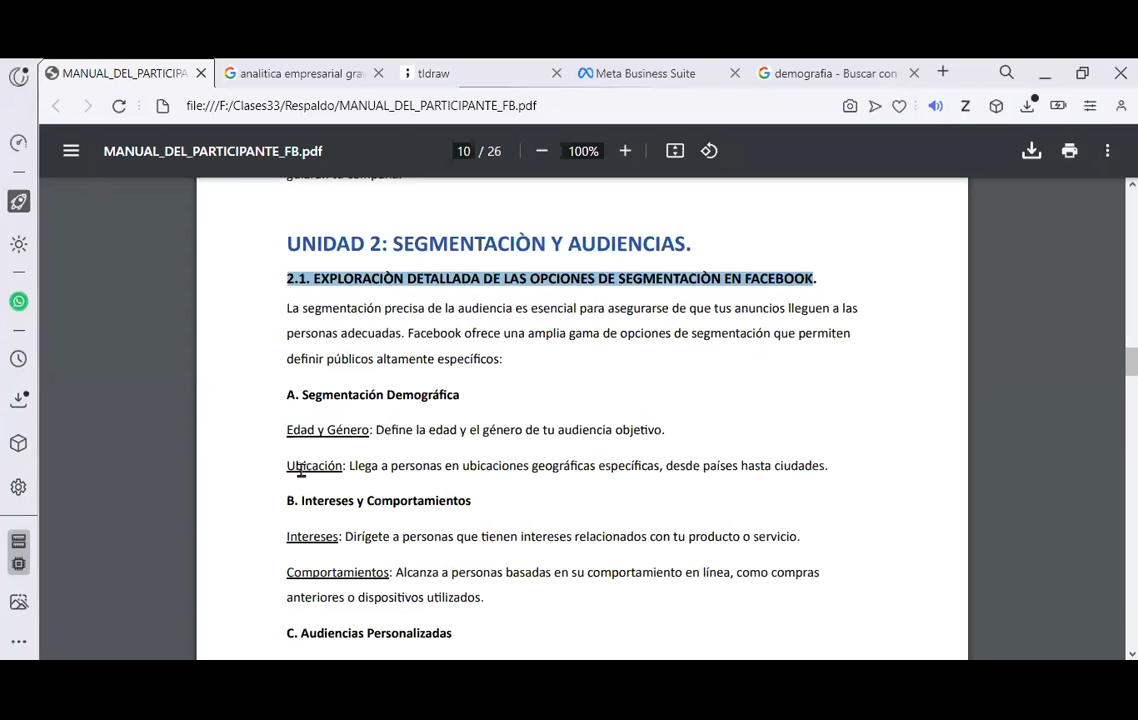 MANUAL_DEL_PARTICIPA
analitica empresarial gra
tldraw
Meta Business Suite
demografia - Buscar con
file:///F:/Clases33/Respaldo/MANUAL_DEL_PARTICIPANTE_FB.pdf
MANUAL_DEL_PARTICIPANTE_FB.pdf
10 / 26
100%
UNIDAD 2: SEGMENTACIÒN Y AUDIENCIAS.
2.1. EXPLORACIÒN DETALLADA DE LAS OPCIONES DE SEGMENTACIÒN EN FACEBOOK.
La segmentación precisa de la audiencia es esencial para asegurarse de que tus anuncios lleguen a las
personas adecuadas. Facebook ofrece una amplia gama de opciones de segmentación que permiten
definir públicos altamente específicos:
A. Segmentación Demográfica
Edad y Género: Define la edad y el género de tu audiencia objetivo.
Ubicación: Llega a personas en ubicaciones geográficas específicas, desde países hasta ciudades.
B. Intereses y Comportamientos
Intereses: Dirígete a personas que tienen intereses relacionados con tu producto o servicio.
Comportamientos: Alcanza a personas basadas en su comportamiento en línea, como compras
anteriores o dispositivos utilizados.
C. Audiencias Personalizadas